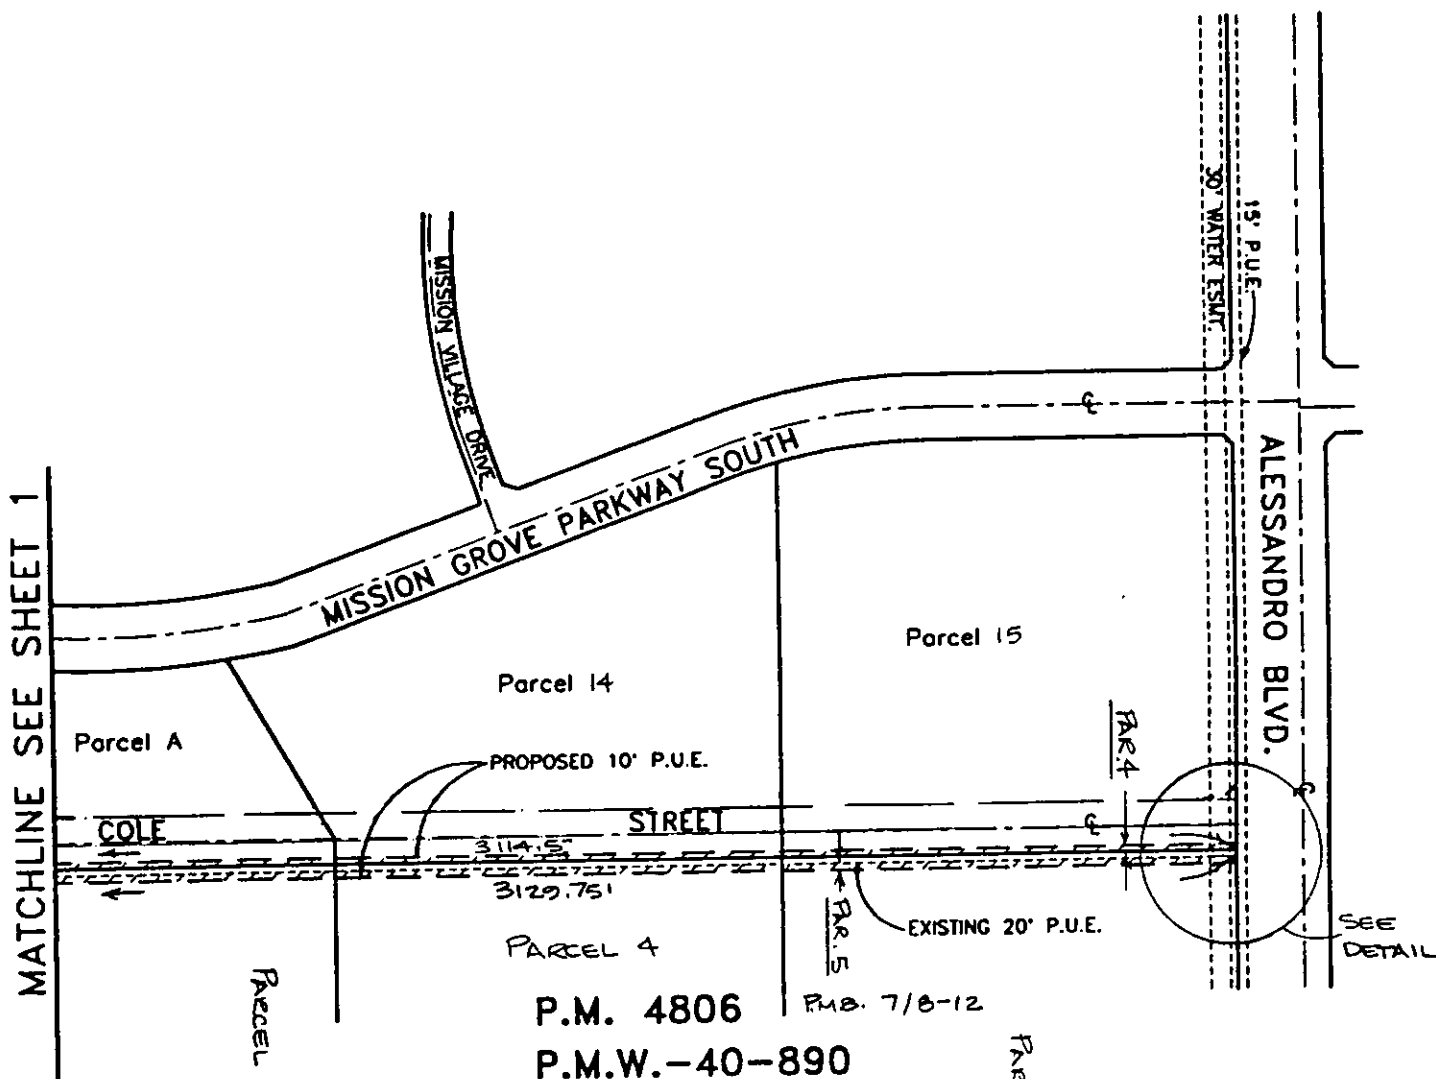 30' WATER ESMT.
15' P.U.E.
MISSION VILLAGE DRIVE
MISSION GROVE PARKWAY SOUTH
ALESSANDRO BLVD.
MATCHLINE SEE SHEET 1
Parcel 15
Parcel 14
Parcel A
PAR.4
PROPOSED 10' P.U.E.
COLE STREET
3114.5
3129.75'
PAR.5
EXISTING 20' P.U.E.
SEE
DETAIL
PARCEL 4
PARCEL
P.M. 4806
P.M.B. 7/8-12
P.M.W.-40-890